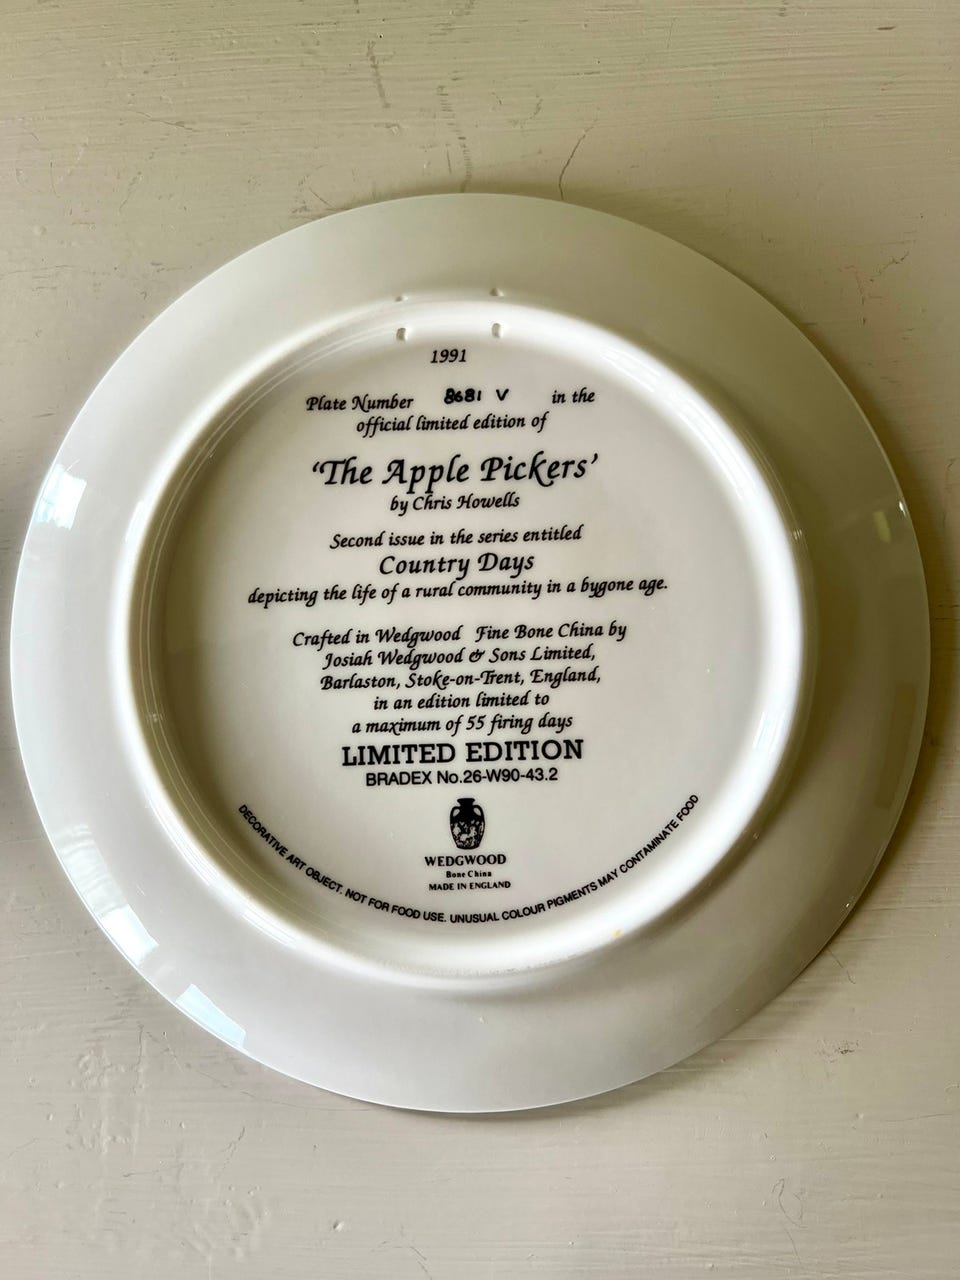 1991
Plate Number 8681 V in the
official limited edition of
‘The Apple Pickers’
by Chris Howells
Second issue in the series entitled
Country Days
depicting the life of a rural community in a bygone age.
Crafted in Wedgwood Fine Bone China by
Josiah Wedgwood & Sons Limited,
Barlaston, Stoke-on-Trent, England,
in an edition limited to
a maximum of 55 firing days
LIMITED EDITION
BRADEX No.26-W90-43.2
WEDGWOOD
Bone China
MADE IN ENGLAND
DECORATIVE ART OBJECT. NOT FOR FOOD USE. UNUSUAL COLOUR PIGMENTS MAY CONTAMINATE FOOD